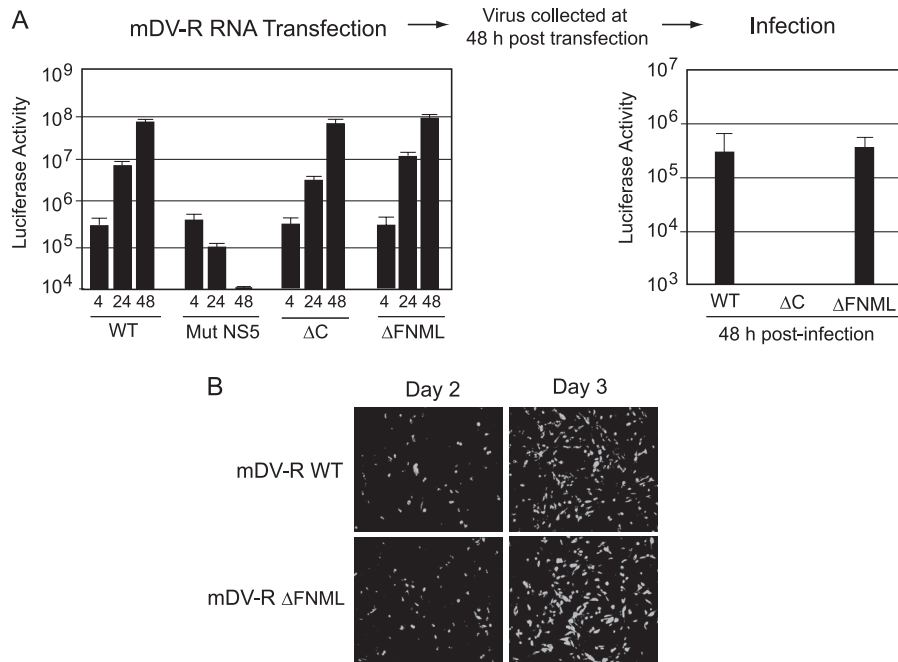 A
mDV-R RNA Transfection
Virus collected at
48 h post transfection
Infection
Luciferase Activity
10⁹
10⁸
10⁷
10⁶
10⁵
10⁴
4 24 48
4 24 48
4 24 48
4 24 48
WT
Mut NS5
ΔC
ΔFNML
Luciferase Activity
10⁷
10⁶
10⁵
10⁴
10³
WT
ΔC
ΔFNML
48 h post-infection
B
Day 2
Day 3
mDV-R WT
mDV-R ΔFNML